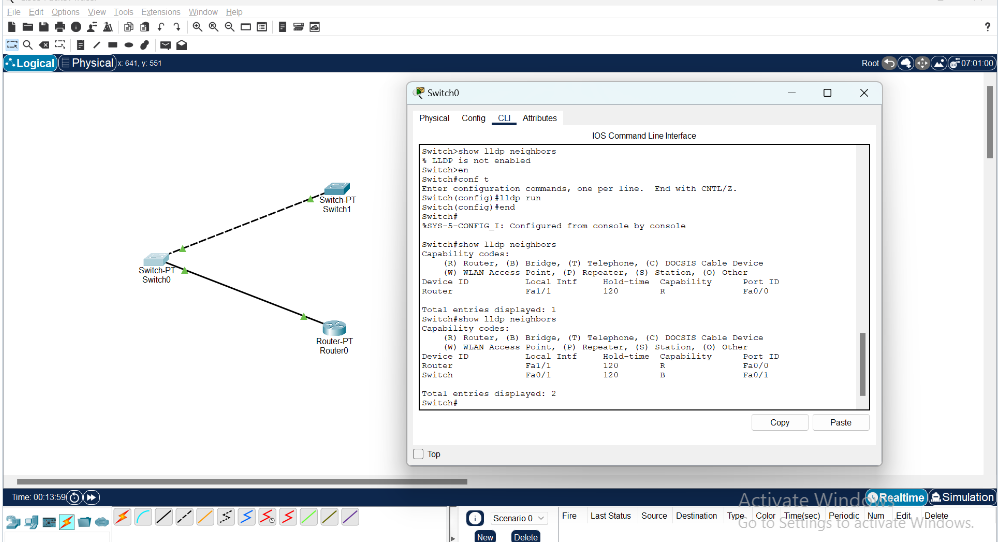 File Edit Options View Tools Extensions Window Help
?
Logical Physical x: 641, y: 551 Root 07:01:00
Switch0
Physical Config CLI Attributes
IOS Command Line Interface
Switch>show lldp neighbors
% LLDP is not enabled
Switch>en
Switch#conf t
Enter configuration commands, one per line. End with CNTL/Z.
Switch(config)#lldp run
Switch(config)#end
Switch#
%SYS-5-CONFIG_I: Configured from console by console
Switch#show lldp neighbors
Capability codes:
(R) Router, (B) Bridge, (T) Telephone, (C) DOCSIS Cable Device
(W) WLAN Access Point, (P) Repeater, (S) Station, (O) Other
Device ID Local Intf Hold-time Capability Port ID
Router Fa1/1 120 R Fa0/0
Total entries displayed: 1
Switch#show lldp neighbors
Capability codes:
(R) Router, (B) Bridge, (T) Telephone, (C) DOCSIS Cable Device
(W) WLAN Access Point, (P) Repeater, (S) Station, (O) Other
Device ID Local Intf Hold-time Capability Port ID
Router Fa1/1 120 R Fa0/0
Switch Fa0/1 120 B Fa0/1
Total entries displayed: 2
Switch#
Copy Paste
Top
Switch-PT
Switch1
Switch-PT
Switch0
Router-PT
Router0
Time: 00:13:59 Realtime Simulation
Activate Windows
Go to Settings to activate Windows.
Scenario 0
New Delete
Fire Last Status Source Destination Type Color Time(sec) Periodic Num Edit Delete